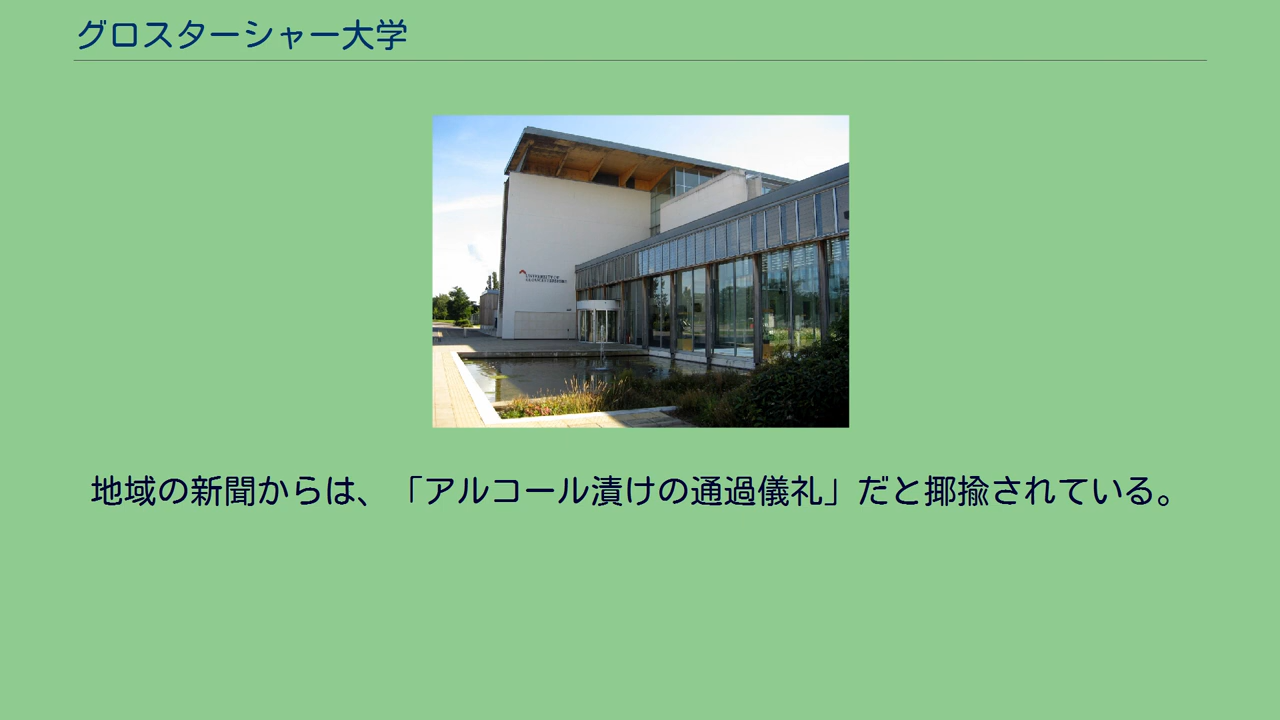 グロスターシャー大学
UNIVERSITY OF
地域の新聞からは、「アルコール漬けの通過儀礼」だと揶揄されている。